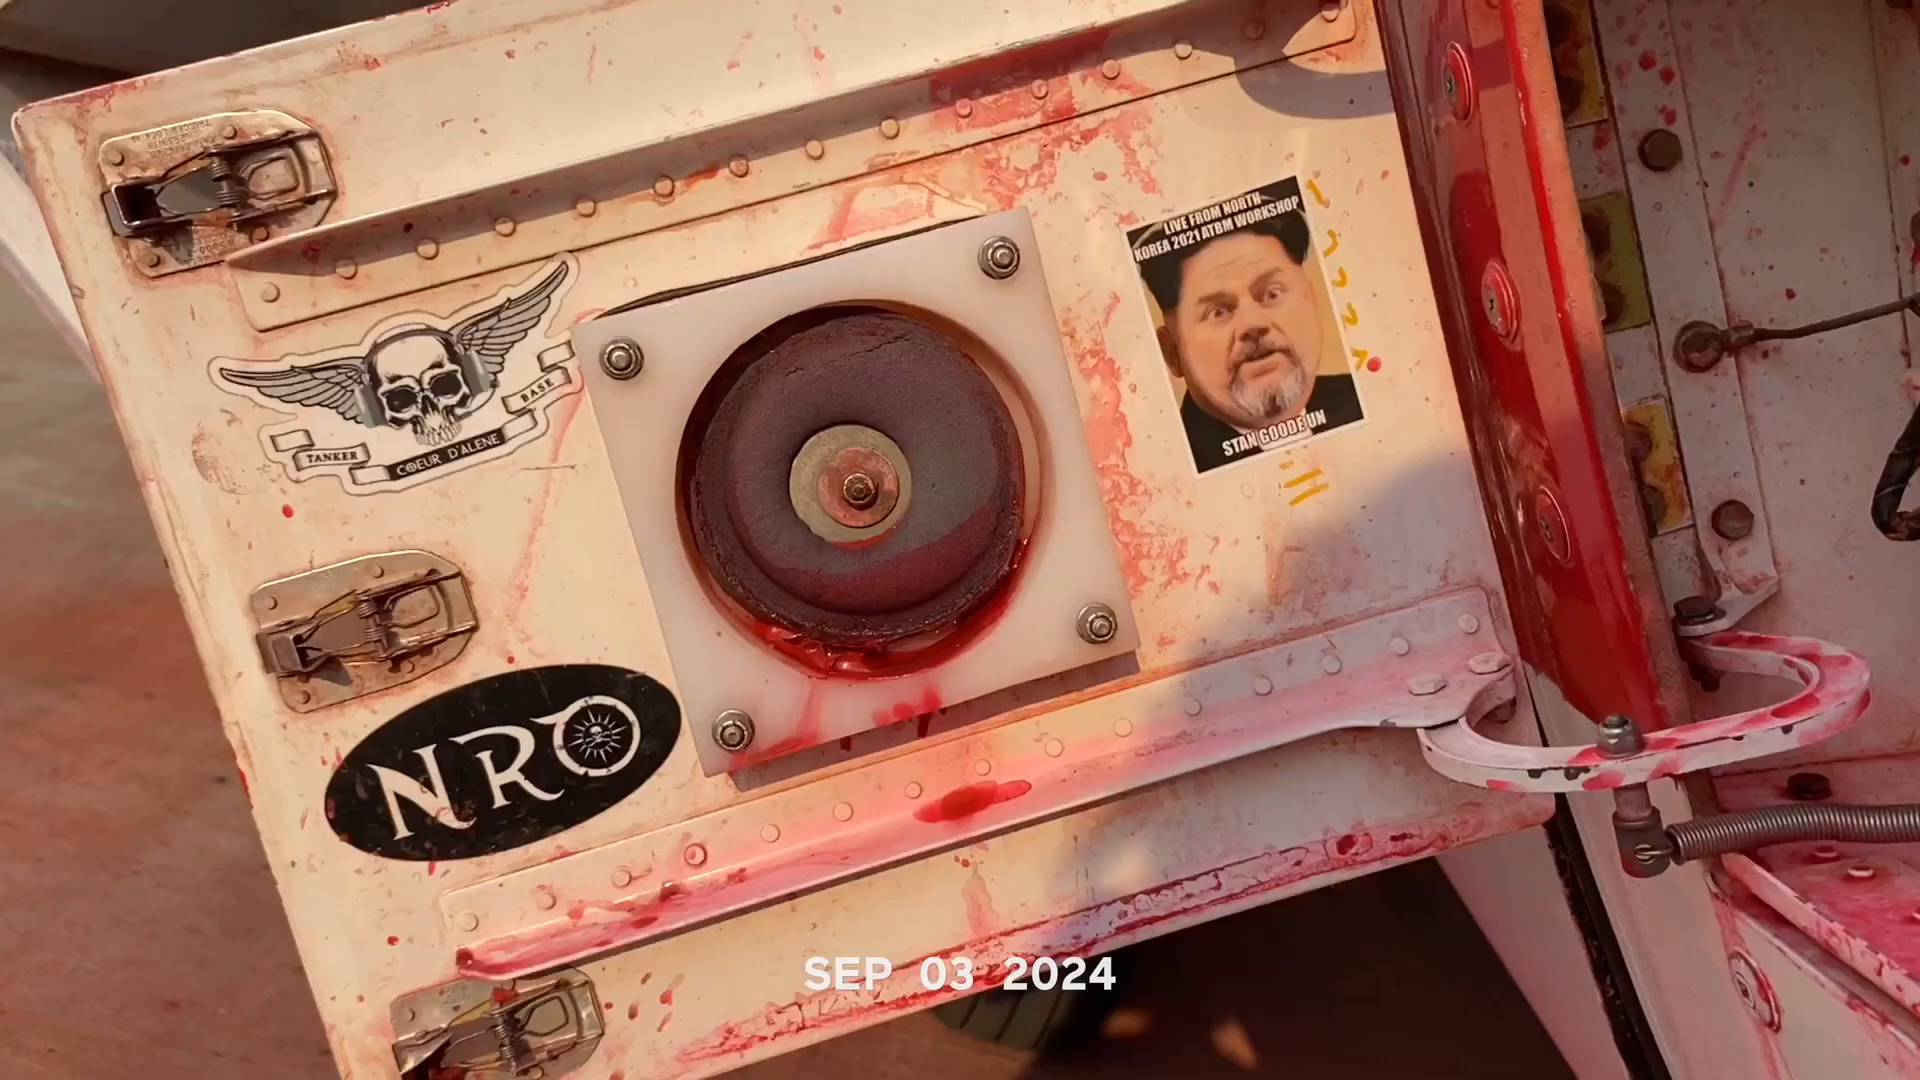 LIVE FROM NORTH
KOREA 2021 ATBM WORKSHOP
STAN GOODE UN
TANKER
COEUR D'ALENE
BASE
NRO
SEP 03 2024